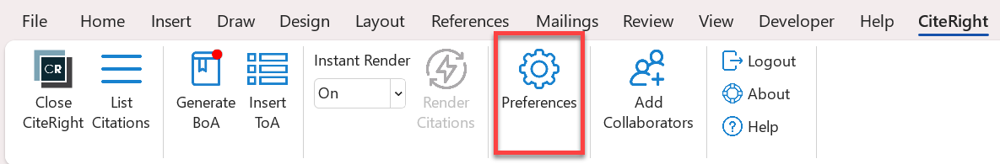 File Home Insert Draw Design Layout References Mailings Review View Developer Help CiteRight
CR
Close
CiteRight
List
Citations
Generate
BoA
Insert
ToA
Instant Render
On
Render
Citations
Preferences
Add
Collaborators
Logout
About
? Help